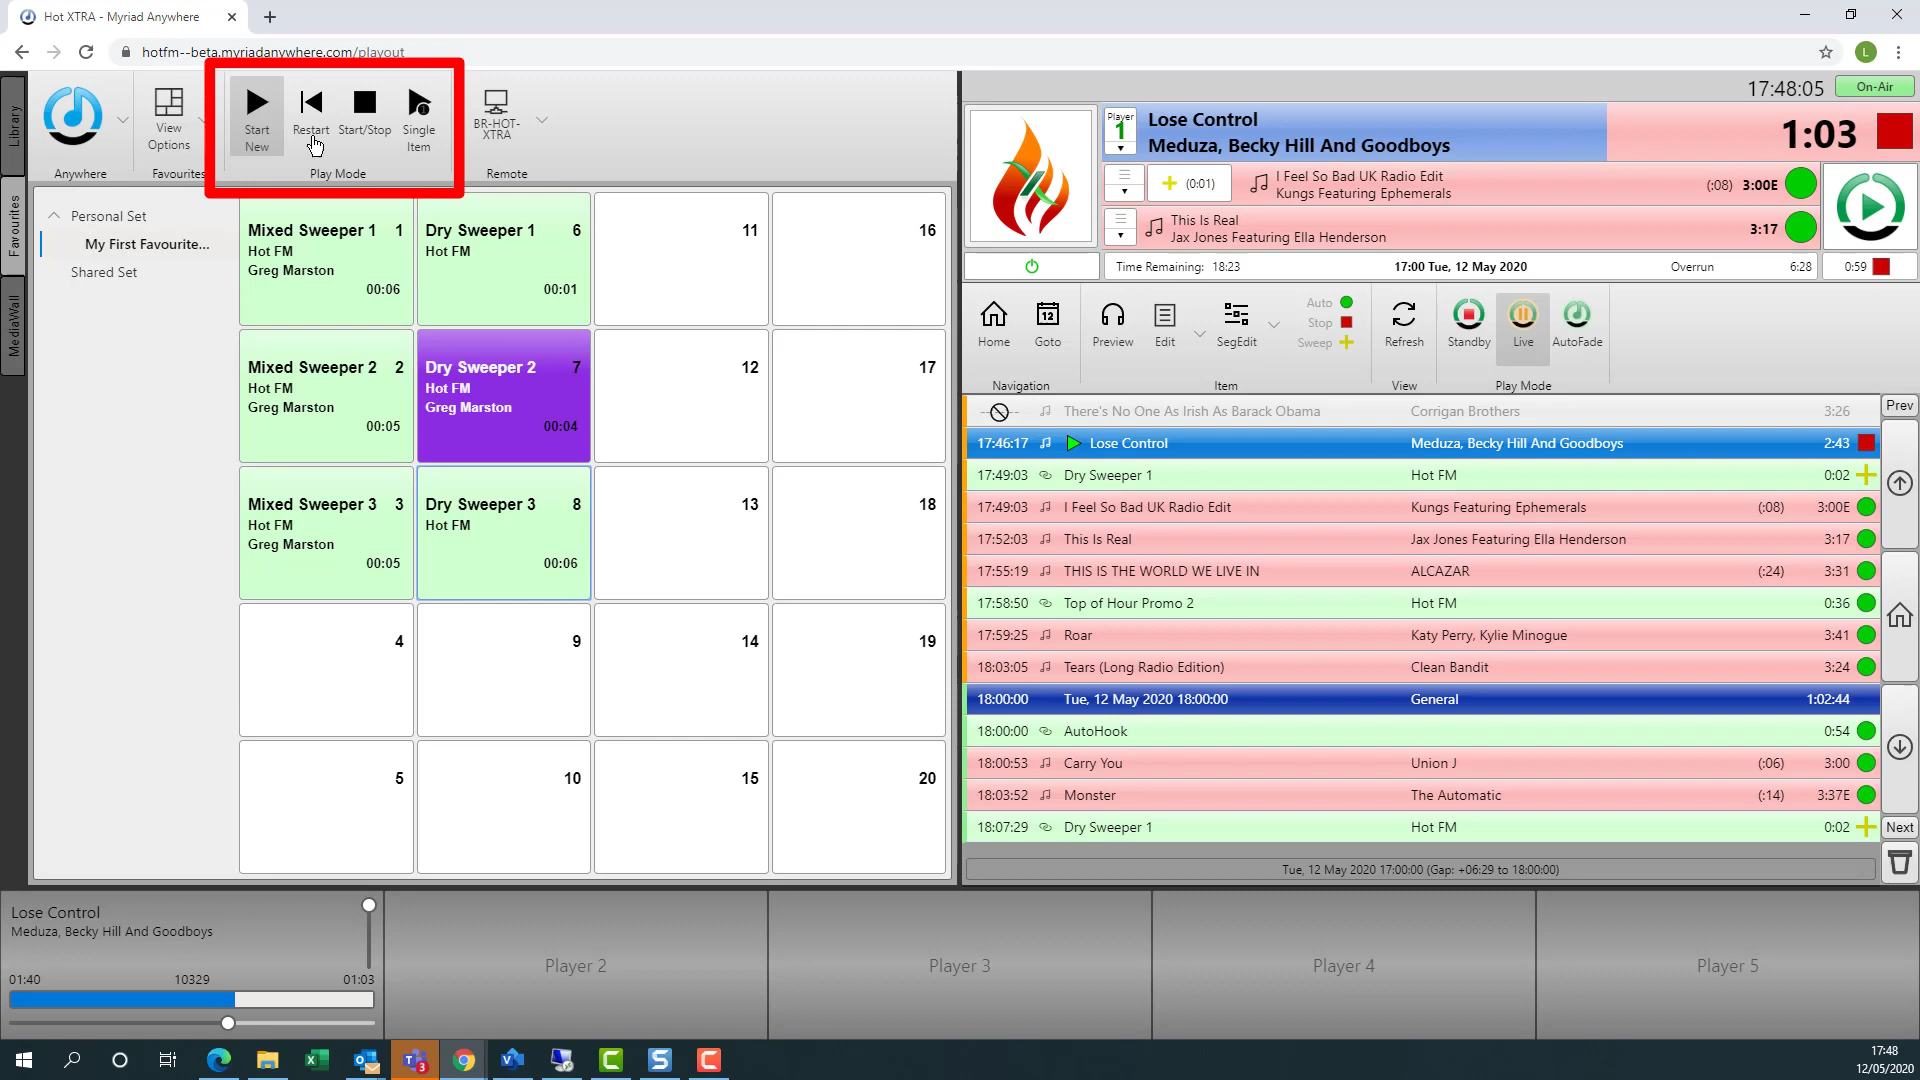 Hot XTRA - Myriad Anywhere
hotfm--beta.myriadanywhere.com/playout
L
Library
Favourites
MediaWall
Anywhere
View Options
Favourites
Start New
Restart
Start/Stop
Single Item
Play Mode
BR-HOT-XTRA
Remote
Personal Set
My First Favourite...
Shared Set
Mixed Sweeper 1 1
Hot FM
Greg Marston
00:06
Dry Sweeper 1 6
Hot FM
00:01
11
16
Mixed Sweeper 2 2
Hot FM
Greg Marston
00:05
Dry Sweeper 2 7
Hot FM
Greg Marston
00:04
12
17
Mixed Sweeper 3 3
Hot FM
Greg Marston
00:05
Dry Sweeper 3 8
Hot FM
00:06
13
18
4
9
14
19
5
10
15
20
17:48:05 On-Air
Player 1
Lose Control
Meduza, Becky Hill And Goodboys
1:03
(0:01)
I Feel So Bad UK Radio Edit
Kungs Featuring Ephemerals
(:08) 3:00E
This Is Real
Jax Jones Featuring Ella Henderson
3:17
Time Remaining: 18:23 17:00 Tue, 12 May 2020 Overrun 6:28 0:59
Home
12
Goto
Navigation
Preview
Edit
SegEdit
Auto
Stop
Sweep
Item
Refresh
View
Standby
Live
AutoFade
Play Mode
There's No One As Irish As Barack Obama Corrigan Brothers 3:26
17:46:17 Lose Control Meduza, Becky Hill And Goodboys 2:43
17:49:03 Dry Sweeper 1 Hot FM 0:02
17:49:03 I Feel So Bad UK Radio Edit Kungs Featuring Ephemerals (:08) 3:00E
17:52:03 This Is Real Jax Jones Featuring Ella Henderson 3:17
17:55:19 THIS IS THE WORLD WE LIVE IN ALCAZAR (:24) 3:31
17:58:50 Top of Hour Promo 2 Hot FM 0:36
17:59:25 Roar Katy Perry, Kylie Minogue 3:41
18:03:05 Tears (Long Radio Edition) Clean Bandit 3:24
18:00:00 Tue, 12 May 2020 18:00:00 General 1:02:44
18:00:00 AutoHook 0:54
18:00:53 Carry You Union J (:06) 3:00
18:03:52 Monster The Automatic (:14) 3:37E
18:07:29 Dry Sweeper 1 Hot FM 0:02
Prev
Next
Tue, 12 May 2020 17:00:00 (Gap: +06:29 to 18:00:00)
Lose Control
Meduza, Becky Hill And Goodboys
01:40 10329 01:03
Player 2
Player 3
Player 4
Player 5
3
17:48
12/05/2020